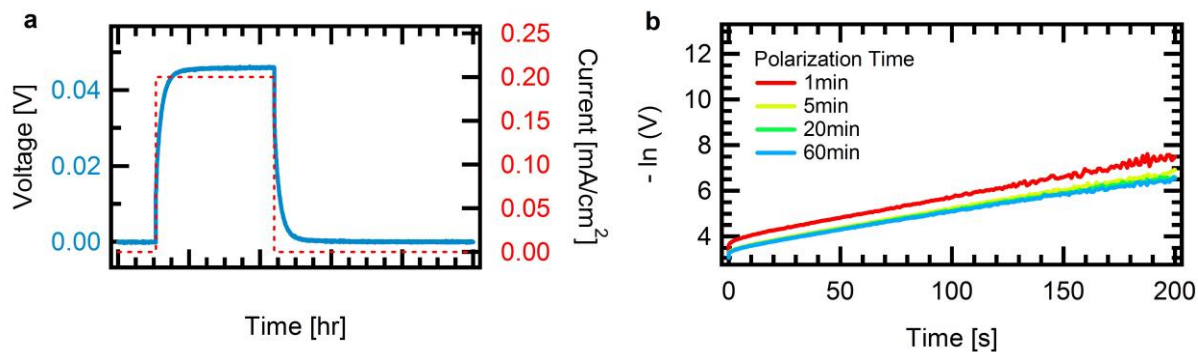 a
Voltage [V]
0.04
0.02
0.00
0.25
0.20
0.15
0.10
0.05
0.00
Current [mA/cm²]
Time [hr]
b
- ln (V)
12
10
8
6
4
Polarization Time
1min
5min
20min
60min
0
50
100
150
200
Time [s]